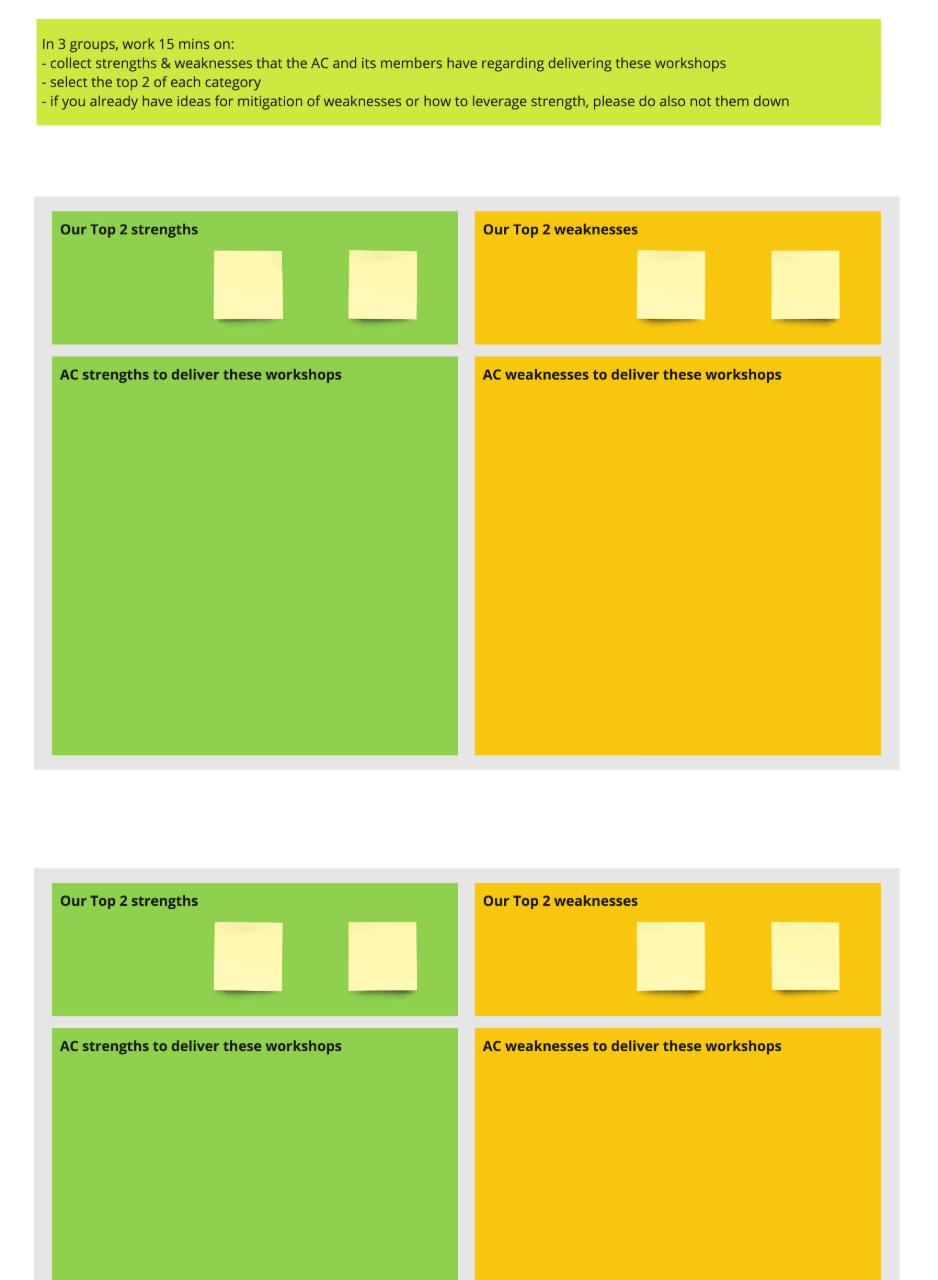 In 3 groups, work 15 mins on:
- collect strengths & weaknesses that the AC and its members have regarding delivering these workshops
- select the top 2 of each category
- if you already have ideas for mitigation of weaknesses or how to leverage strength, please do also not them down
Our Top 2 strengths
Our Top 2 weaknesses
AC strengths to deliver these workshops
AC weaknesses to deliver these workshops
Our Top 2 strengths
Our Top 2 weaknesses
AC strengths to deliver these workshops
AC weaknesses to deliver these workshops